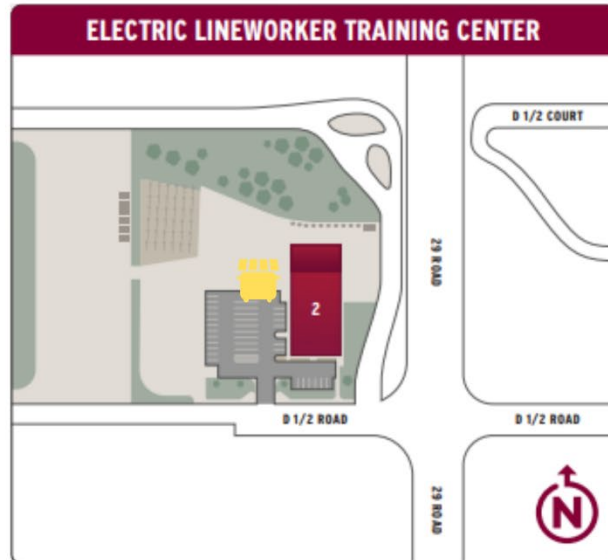 ELECTRIC LINEWORKER TRAINING CENTER
D 1/2 COURT
29 ROAD
2
D 1/2 ROAD
D 1/2 ROAD
29 ROAD
N